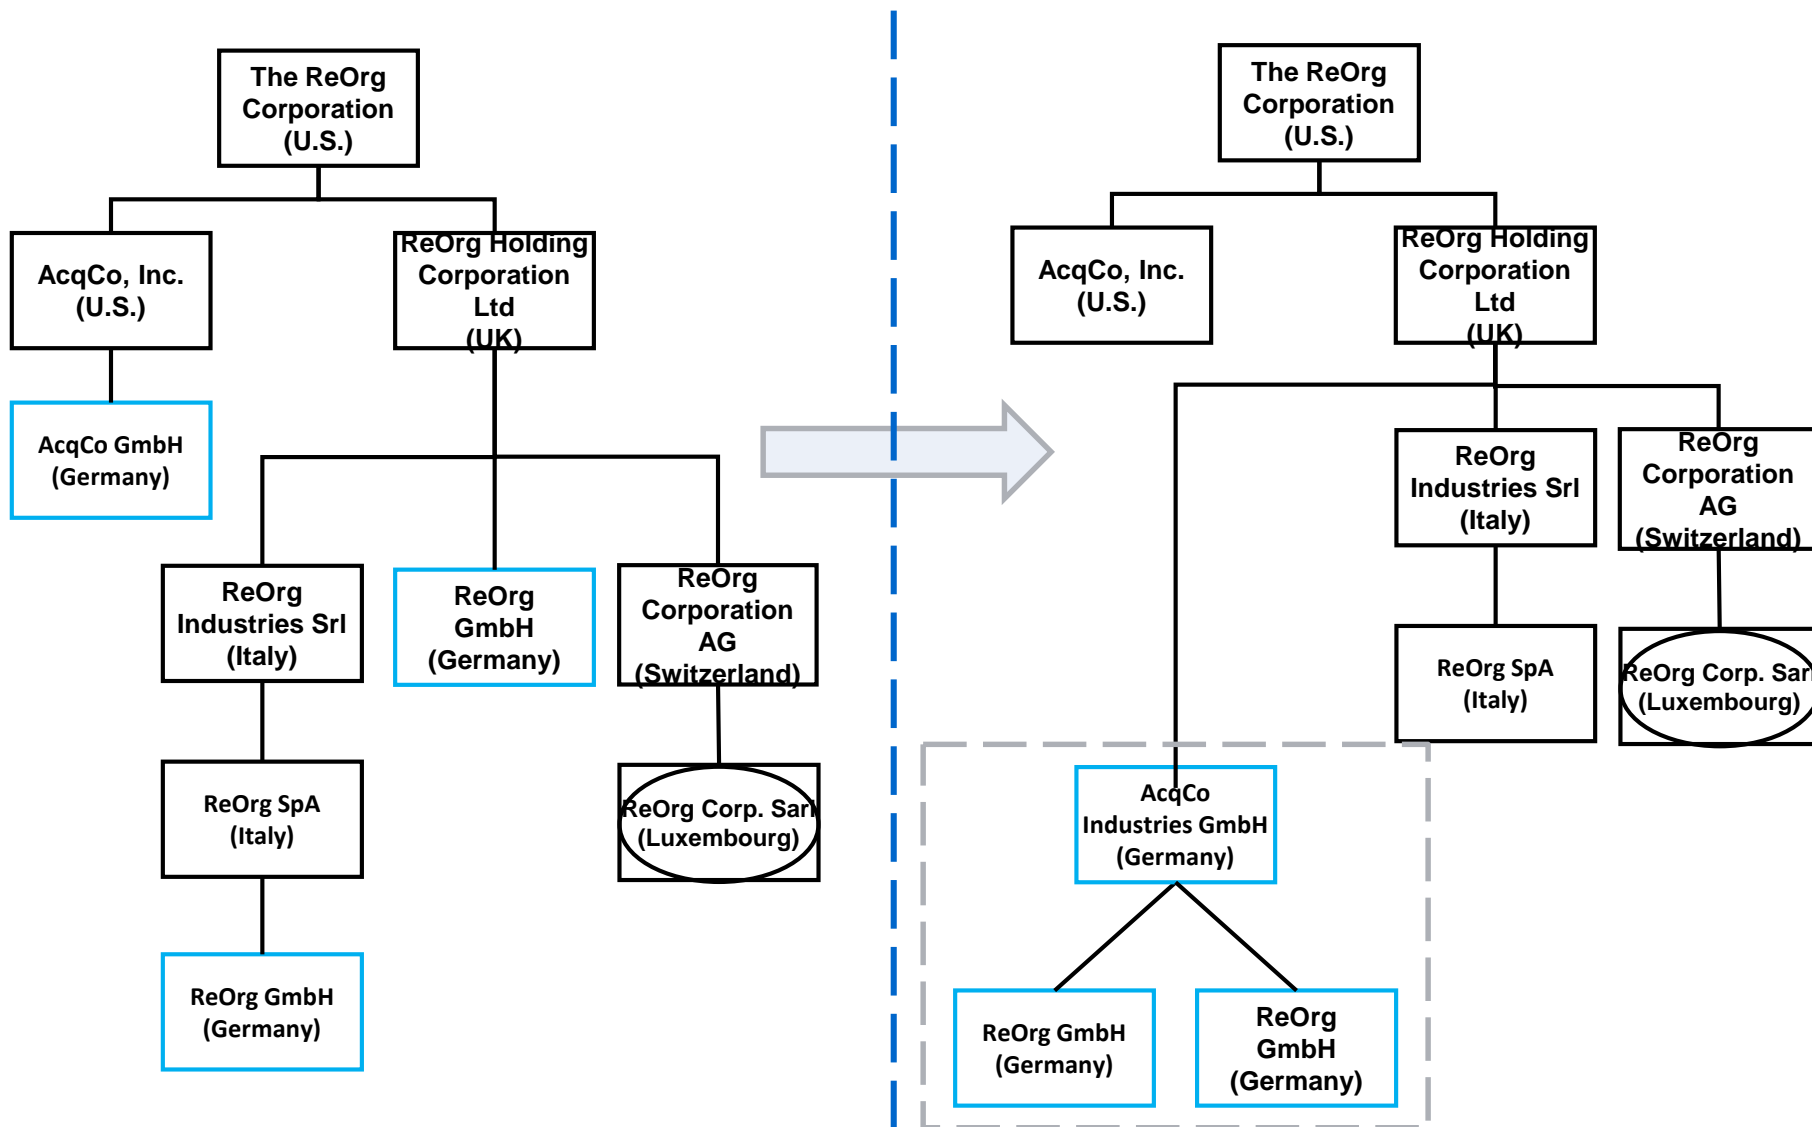 The ReOrg
Corporation
(U.S.)
AcqCo, Inc.
(U.S.)
ReOrg Holding
Corporation
Ltd
(UK)
AcqCo GmbH
(Germany)
ReOrg
Industries Srl
(Italy)
ReOrg
GmbH
(Germany)
ReOrg
Corporation
AG
(Switzerland)
ReOrg SpA
(Italy)
ReOrg Corp. Sarl
(Luxembourg)
ReOrg GmbH
(Germany)
The ReOrg
Corporation
(U.S.)
AcqCo, Inc.
(U.S.)
ReOrg Holding
Corporation
Ltd
(UK)
ReOrg
Industries Srl
(Italy)
ReOrg
Corporation
AG
(Switzerland)
ReOrg SpA
(Italy)
ReOrg Corp. Sarl
(Luxembourg)
AcqCo
Industries GmbH
(Germany)
ReOrg GmbH
(Germany)
ReOrg
GmbH
(Germany)